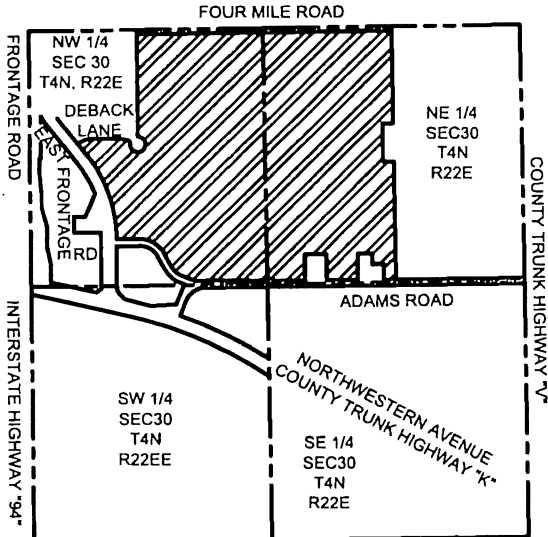 FOUR MILE ROAD
FRONTAGE ROAD
NW 1/4
SEC 30
T4N, R22E
DEBACK
LANE
EAST FRONTAGE
RD
NE 1/4
SEC30
T4N
R22E
COUNTY TRUNK HIGHWAY "V"
ADAMS ROAD
INTERSTATE HIGHWAY "94"
SW 1/4
SEC30
T4N
R22EE
NORTHWESTERN AVENUE
COUNTY TRUNK HIGHWAY "K"
SE 1/4
SEC30
T4N
R22E